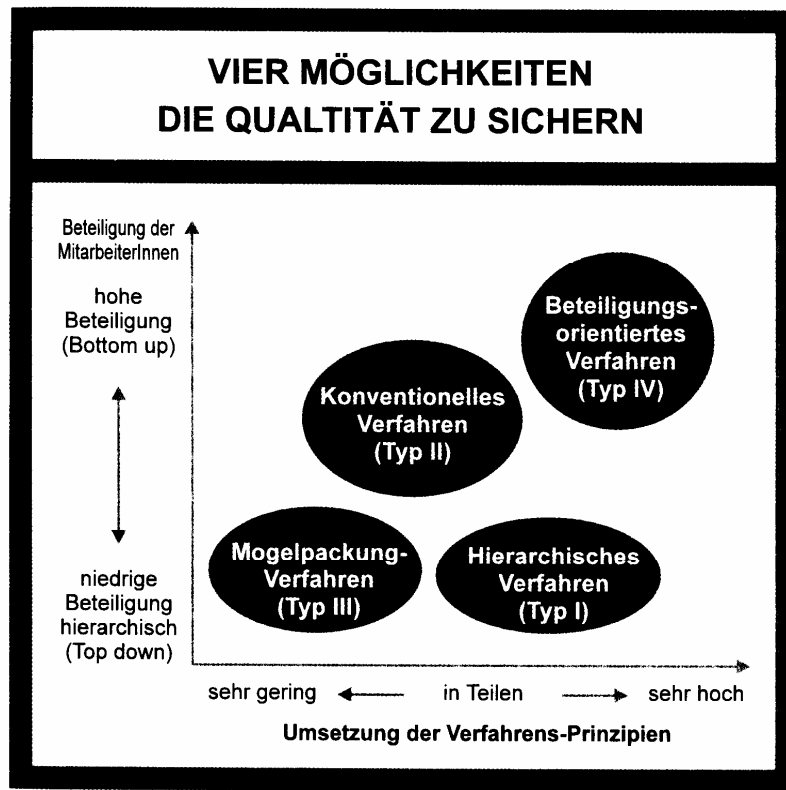 VIER MÖGLICHKEITEN
DIE QUALTITÄT ZU SICHERN
Beteiligung der
MitarbeiterInnen
hohe
Beteiligung
(Bottom up)
niedrige
Beteiligung
hierarchisch
(Top down)
Beteiligungs-
orientiertes
Verfahren
(Typ IV)
Konventionelles
Verfahren
(Typ II)
Mogelpackung-
Verfahren
(Typ III)
Hierarchisches
Verfahren
(Typ I)
sehr gering in Teilen sehr hoch
Umsetzung der Verfahrens-Prinzipien